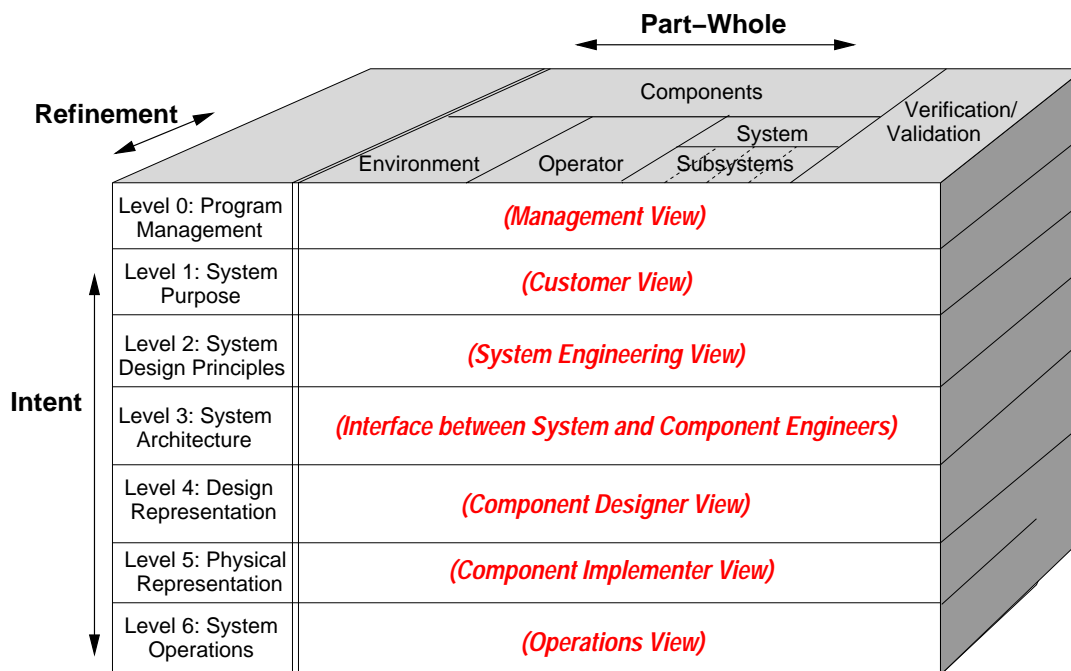 Part–Whole
Refinement
Components
Verification/
Validation
System
Environment
Operator
Subsystems
Level 0: Program
Management
(Management View)
Level 1: System
Purpose
(Customer View)
Level 2: System
Design Principles
(System Engineering View)
Intent
Level 3: System
Architecture
(Interface between System and Component Engineers)
Level 4: Design
Representation
(Component Designer View)
Level 5: Physical
Representation
(Component Implementer View)
Level 6: System
Operations
(Operations View)